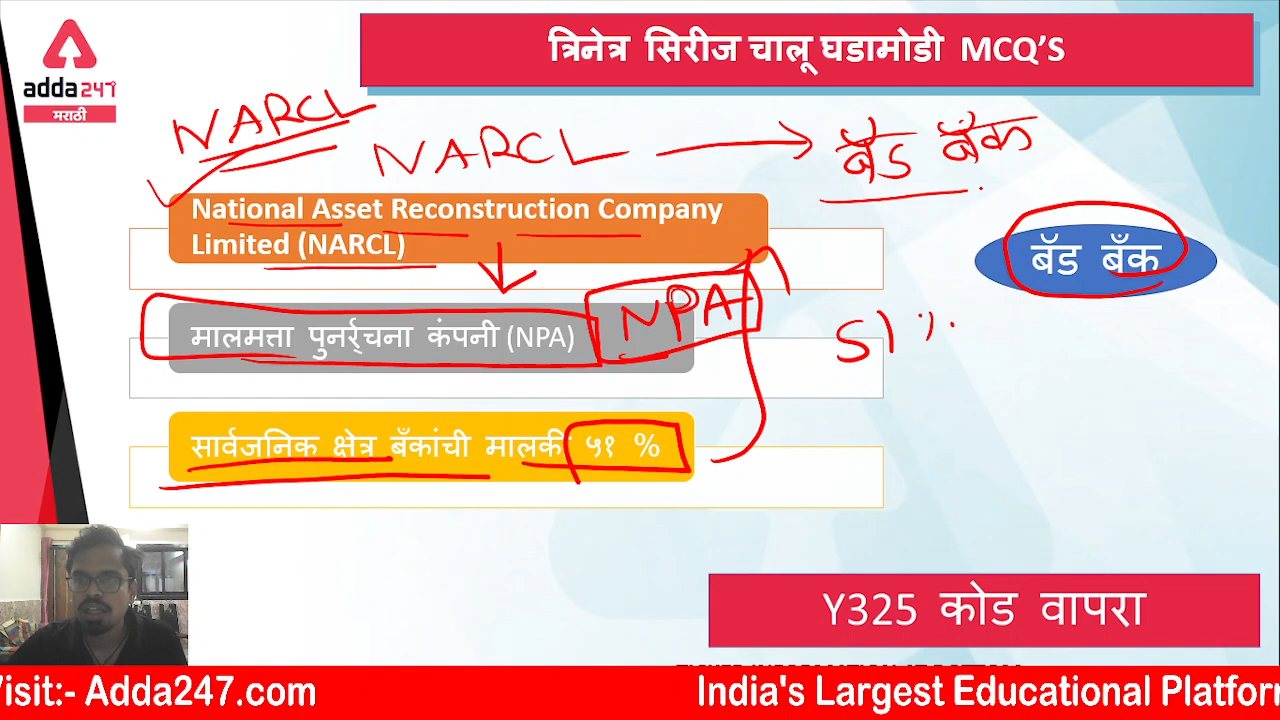 त्रिनेत्र सिरीज चालू घडामोडी MCQ'S
adda247
मराठी
NARCL
NARCL → बॅड बँक
National Asset Reconstruction Company
Limited (NARCL)
बॅड बँक
NPA
मालमत्ता पुनर्र्चना कंपनी (NPA)
51%
सार्वजनिक क्षेत्र बँकांची मालकी ५१ %
Y325 कोड वापरा
Visit:- Adda247.com
India's Largest Educational Platform